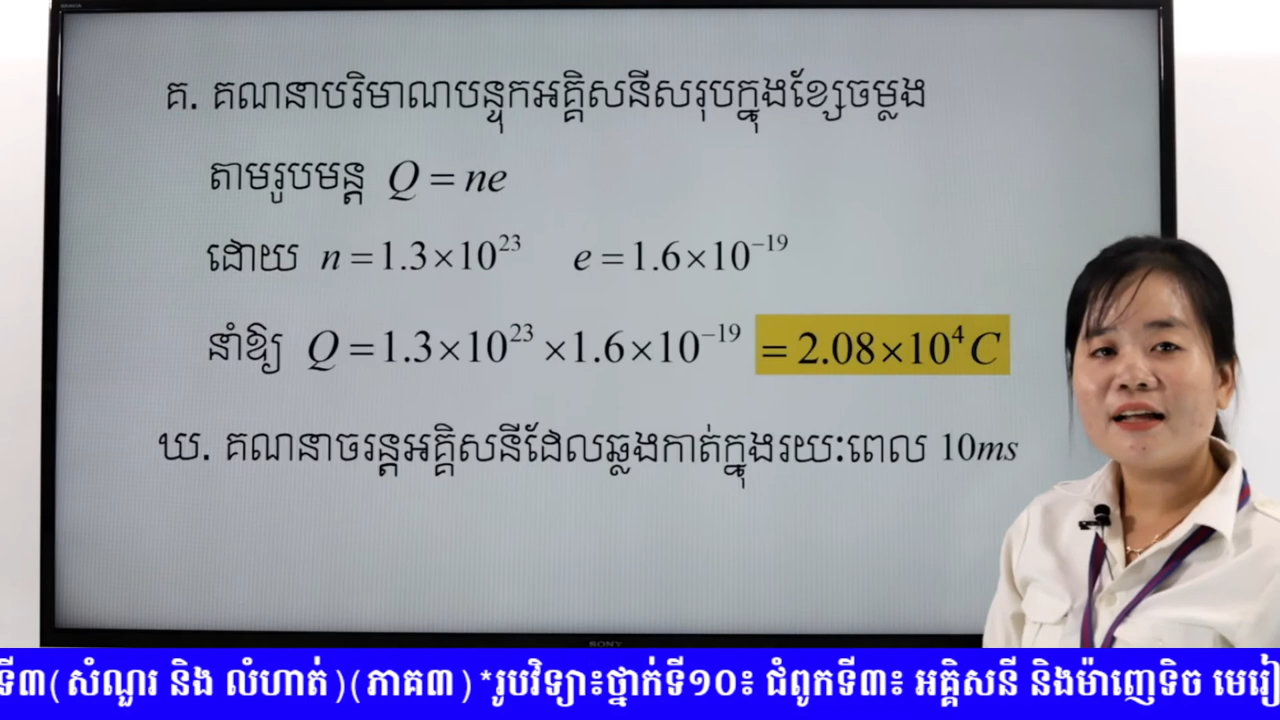 គ. គណនាបរិមាណបន្ទុកអគ្គិសនីសរុបក្នុងខ្សែចម្លង
តាមរូបមន្ត Q = ne
ដោយ n = 1.3×10²³ e = 1.6×10⁻¹⁹
នាំឱ្យ Q = 1.3×10²³ ×1.6×10⁻¹⁹ = 2.08×10⁴ C
ឃ. គណនាចរន្តអគ្គិសនីដែលឆ្លងកាត់ក្នុងរយៈពេល 10ms
SONY
ទី៣(សំណួរ និង លំហាត់)(ភាគ៣) *រូបវិទ្យា៖ថ្នាក់ទី១០៖ ជំពូកទី៣៖ អគ្គិសនី និងម៉ាញេទិច មេរៀ